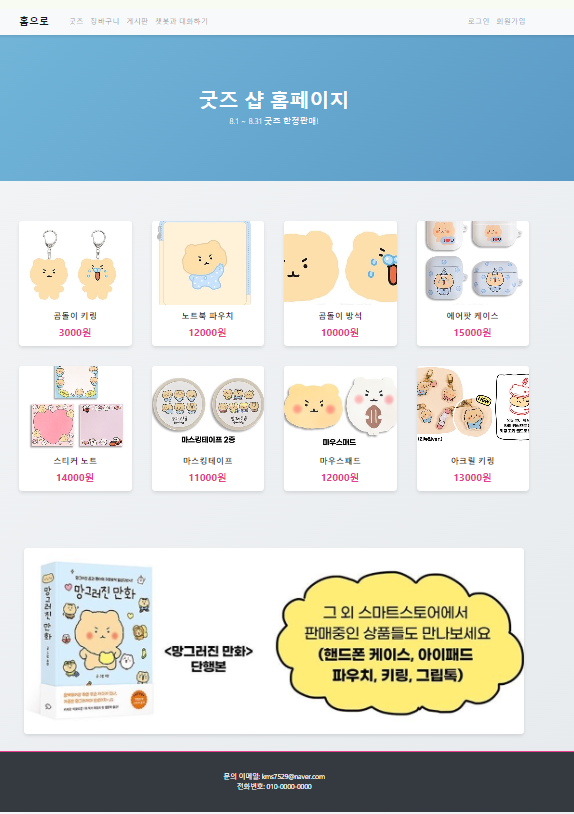 홈으로 굿즈 장바구니 게시판 챗봇과 대화하기 로그인 회원가입
굿즈 샵 홈페이지
8.1 ~ 8.31 굿즈 한정판매!
곰돌이 키링 노트북 파우치 곰돌이 방석 에어팟 케이스
3000원 12000원 10000원 15000원
마스킹테이프 2종 마우스패드
스티커 노트 마스킹테이프 마우스패드 아크릴 키링
14000원 11000원 12000원 13000원
망그러진 만화
망그러진 만화
<망그러진 만화>
단행본
그 외 스마트스토어에서
판매중인 상품들도 만나보세요
(핸드폰 케이스, 아이패드
파우치, 키링, 그립톡)
문의 이메일: kms7529@naver.com
전화번호: 010-0000-0000